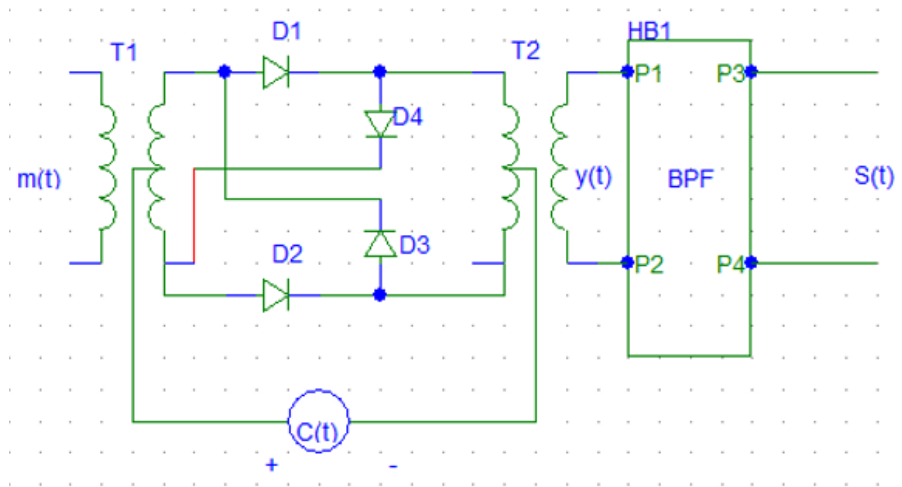 D1
HB1
T1
T2
P1
P3
D4
m(t)
y(t)
BPF
S(t)
D3
D2
P2
P4
C(t)
+
-